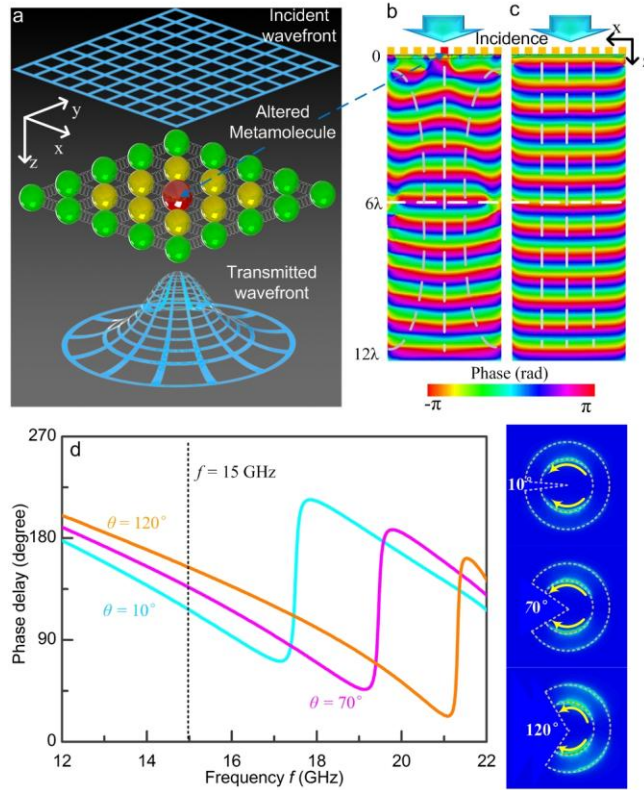 a
Incident
wavefront
y
x
z
Altered
Metamolecule
Transmitted
wavefront
b
c
Incidence
x
0
6λ
12λ
Phase (rad)
-π
π
d
270
180
90
0
Phase delay (degree)
f = 15 GHz
θ = 120°
θ = 10°
θ = 70°
12
14
16
18
20
22
Frequency f (GHz)
10°
70°
120°